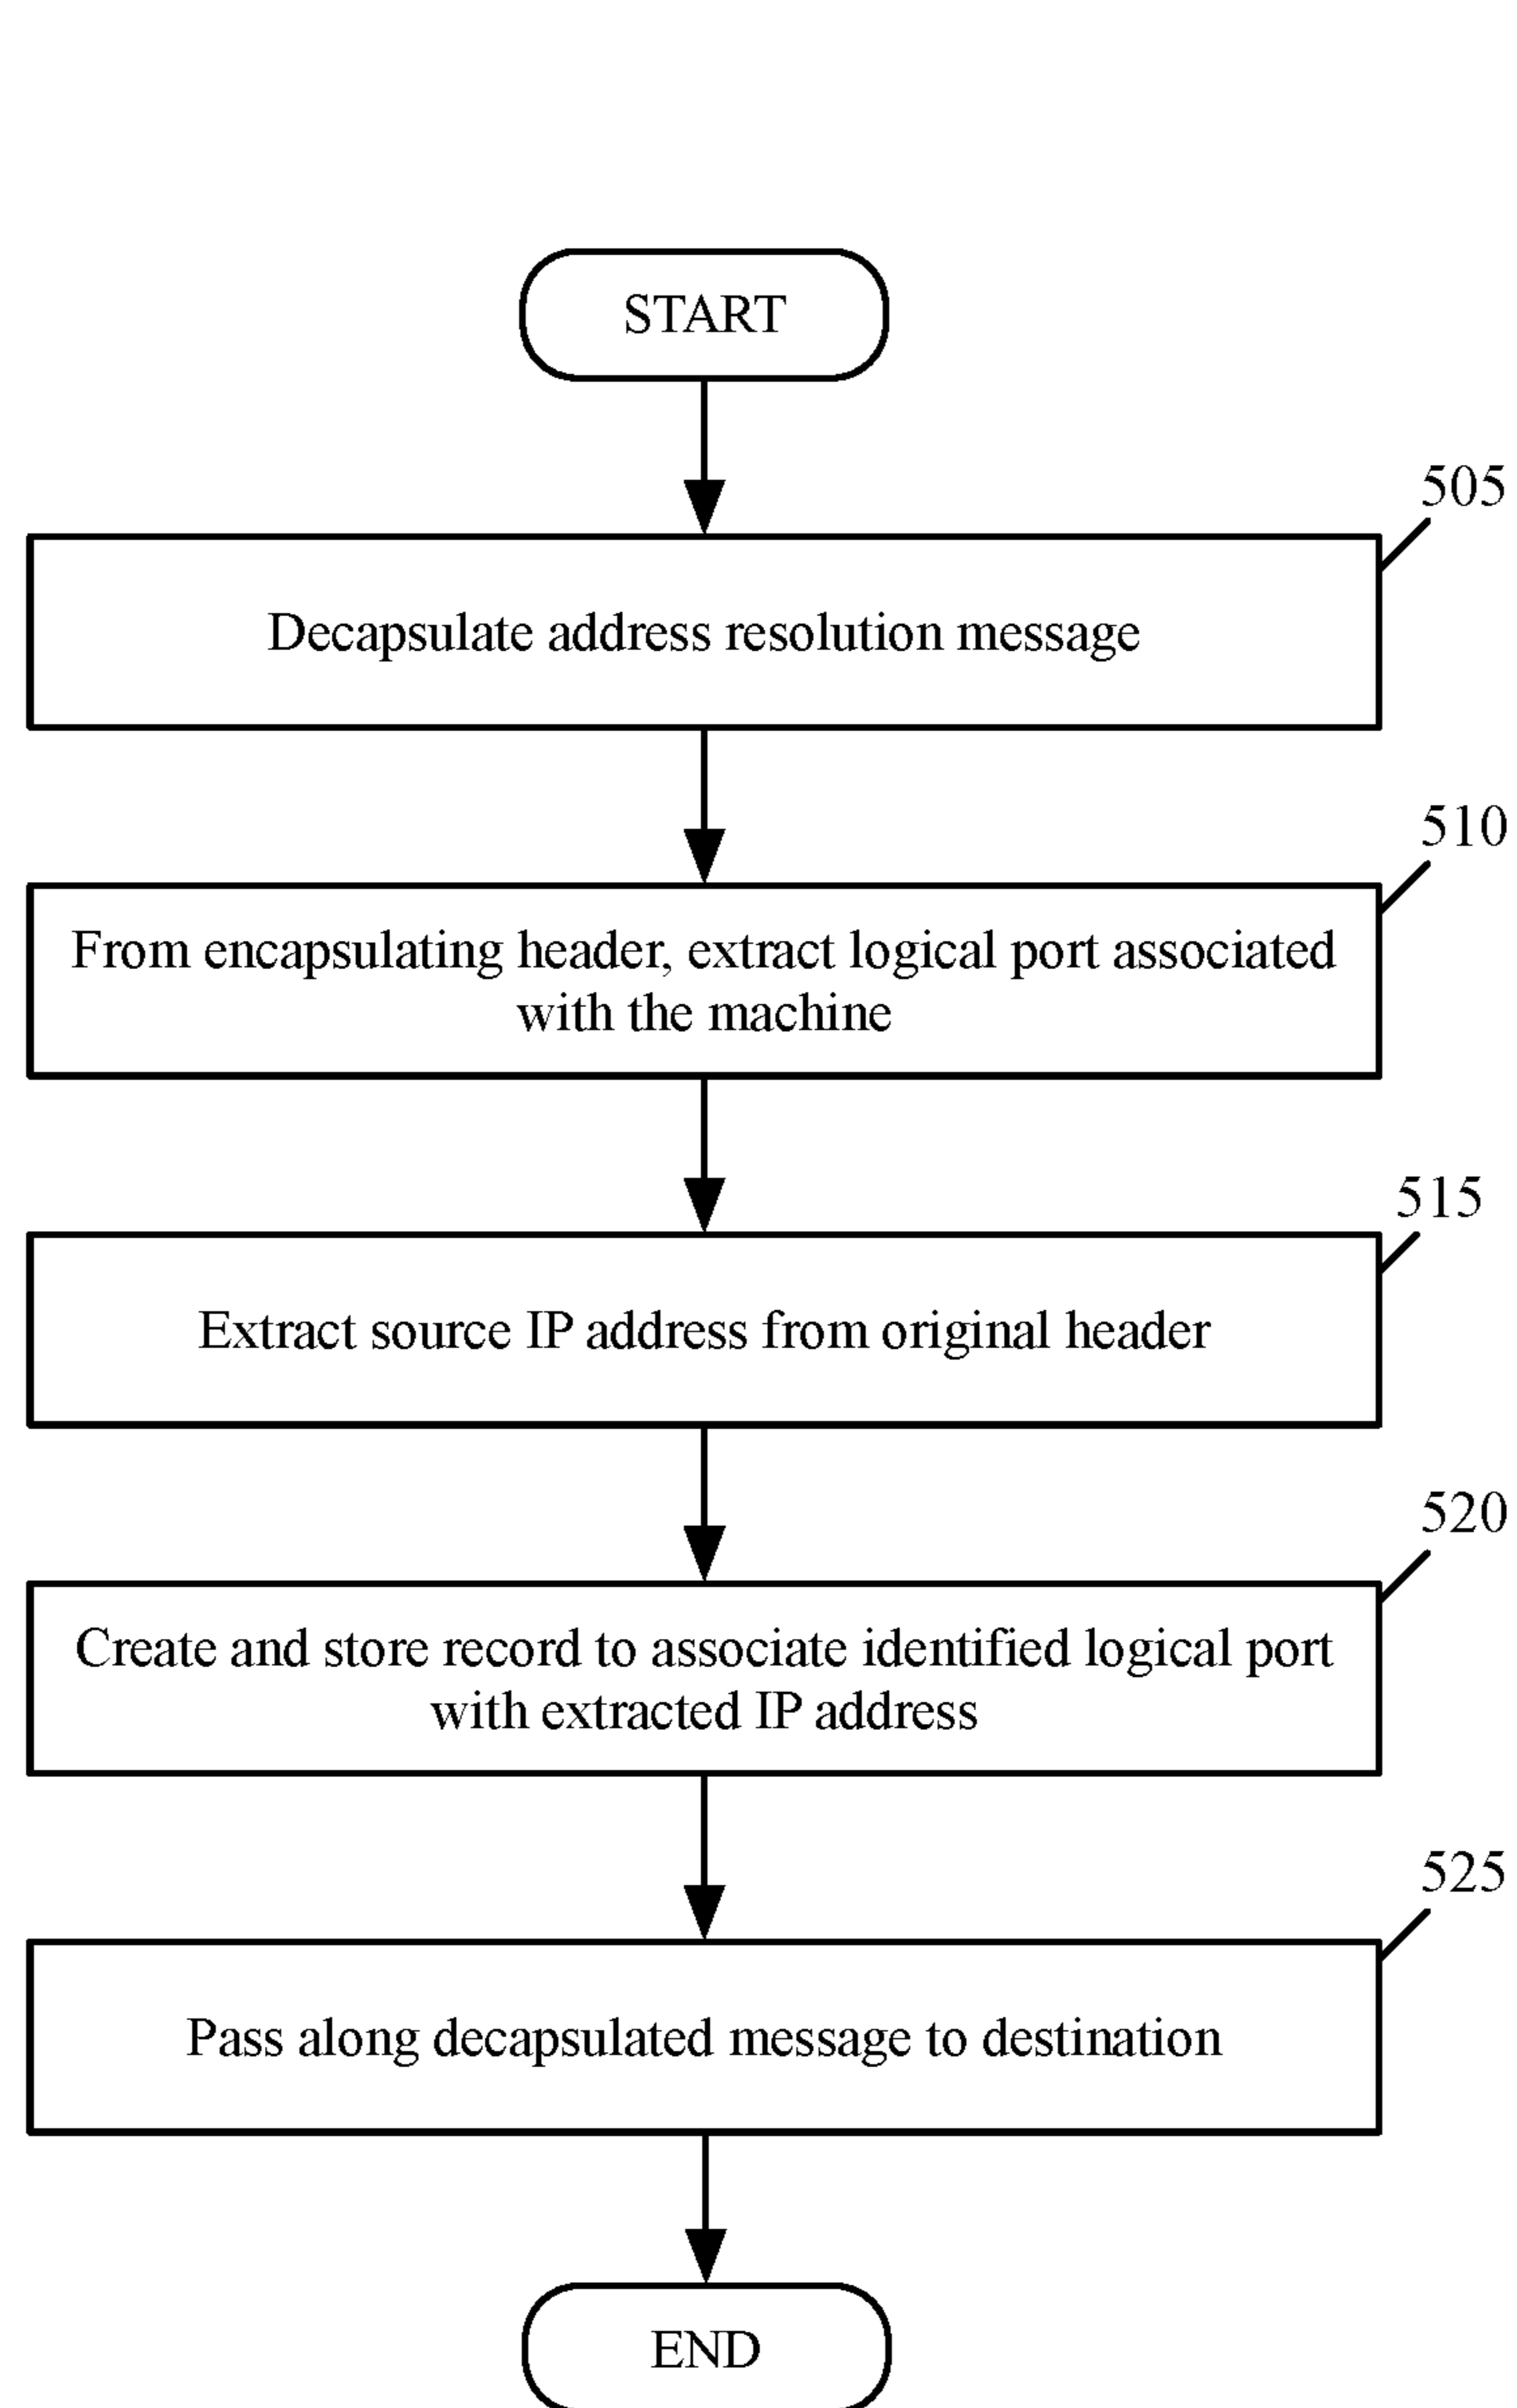 START
505
Decapsulate address resolution message
510
From encapsulating header, extract logical port associated
with the machine
515
Extract source IP address from original header
520
Create and store record to associate identified logical port
with extracted IP address
525
Pass along decapsulated message to destination
END